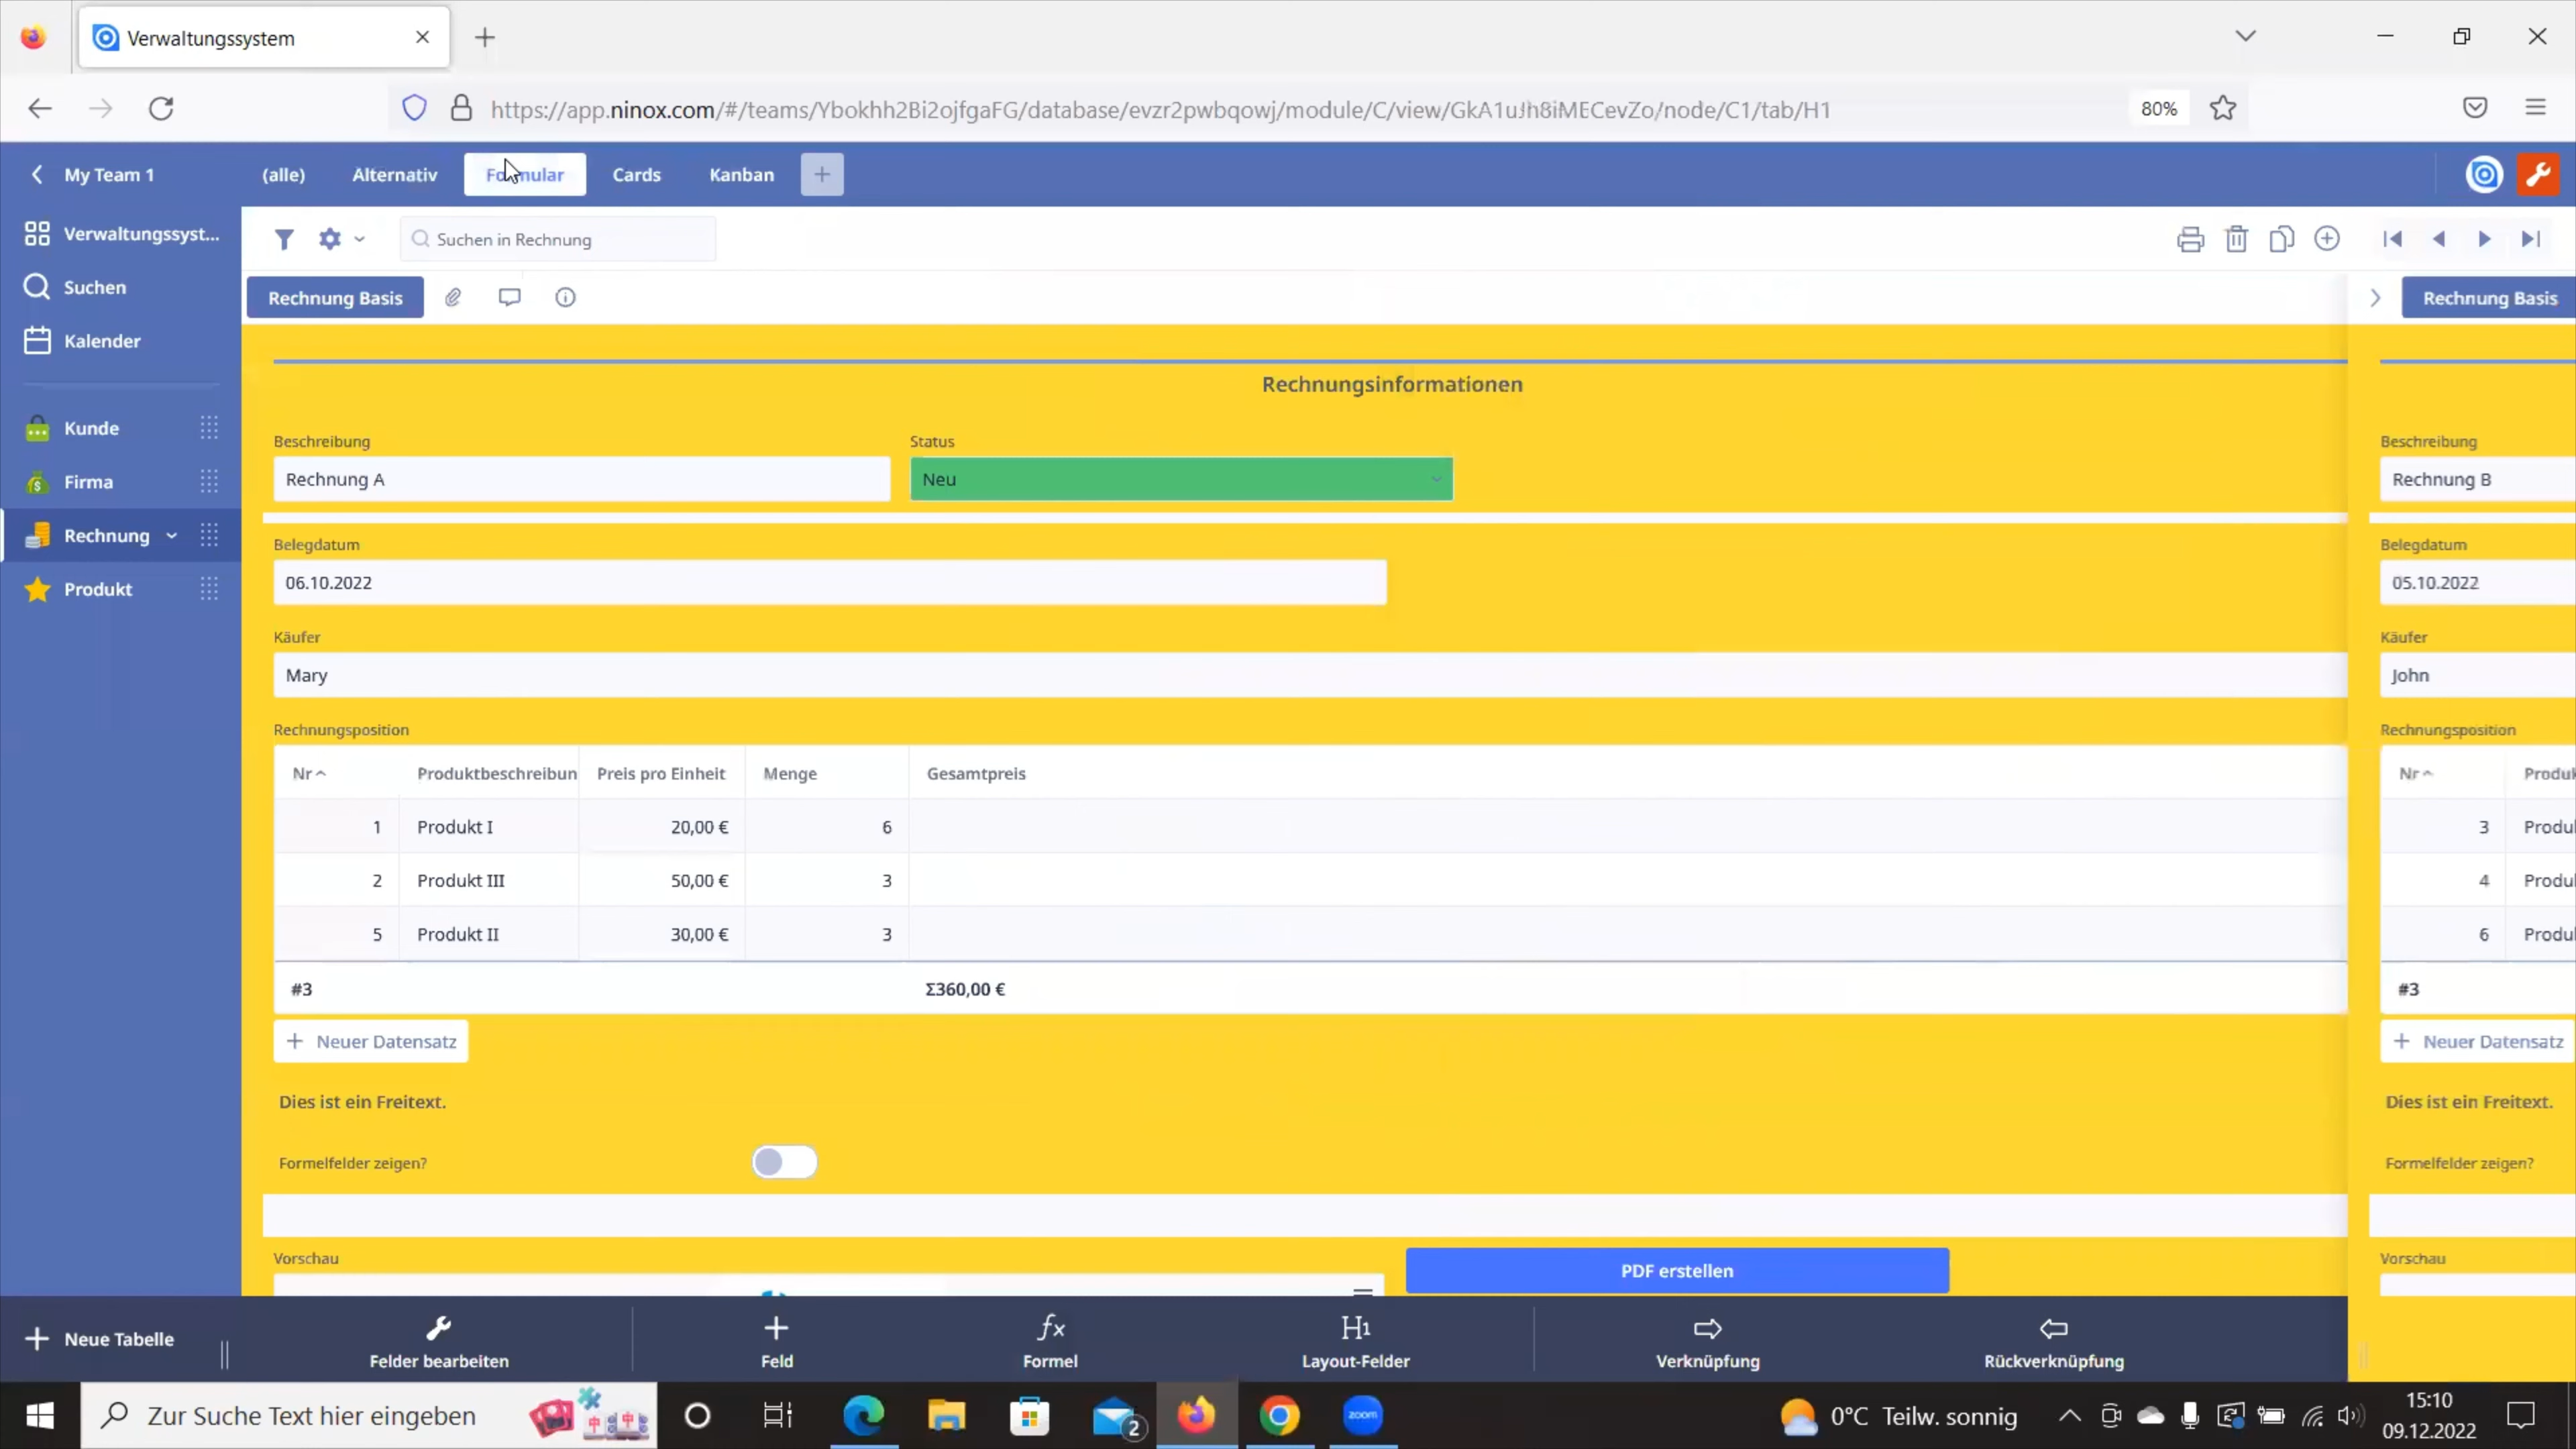 Verwaltungssystem
https://app.ninox.com/#/teams/Ybokhh2Bi2ojfgaFG/database/evzr2pwbqowj/module/C/view/GkA1uJh8iMECevZo/node/C1/tab/H1
80%
My Team 1
(alle)
Alternativ
Formular
Cards
Kanban
Verwaltungssyst...
Suchen
Kalender
Kunde
Firma
Rechnung
Produkt
Suchen in Rechnung
Rechnung Basis
Rechnungsinformationen
Beschreibung
Status
Rechnung A
Neu
Belegdatum
06.10.2022
Käufer
Mary
Rechnungsposition
Nr Produktbeschreibun Preis pro Einheit Menge Gesamtpreis
1 Produkt I 20,00 € 6
2 Produkt III 50,00 € 3
5 Produkt II 30,00 € 3
#3 Σ360,00 €
+ Neuer Datensatz
Dies ist ein Freitext.
Formelfelder zeigen?
Vorschau
PDF erstellen
Rechnung Basis
Beschreibung
Rechnung B
Belegdatum
05.10.2022
Käufer
John
Rechnungsposition
Nr Produk
3 Produ
4 Produ
6 Produ
#3
+ Neuer Datensatz
Dies ist ein Freitext.
Formelfelder zeigen?
Vorschau
+ Neue Tabelle
Felder bearbeiten
Feld
fx
Formel
H1
Layout-Felder
Verknüpfung
Rückverknüpfung
Zur Suche Text hier eingeben
2
zoom
0°C Teilw. sonnig
15:10
09.12.2022